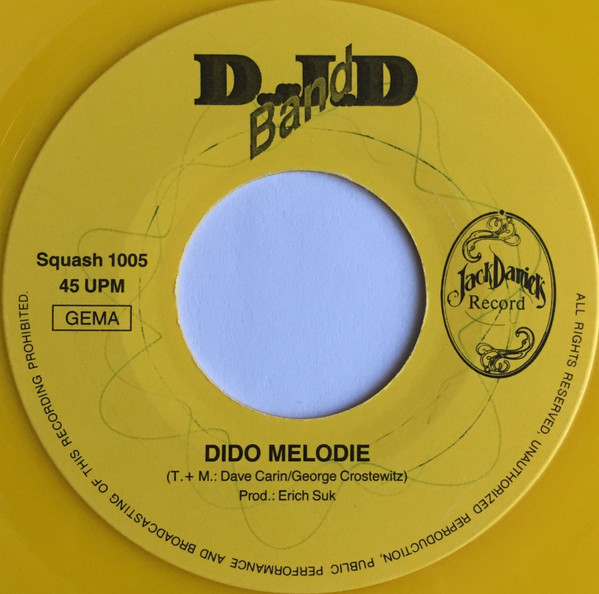 D...I.D
Band
Squash 1005
45 UPM
GEMA
Jack Darnick's
Record
DIDO MELODIE
(T.+ M.: Dave Carin/George Crostewitz)
Prod.: Erich Suk
ALL RIGHTS RESERVED. UNAUTHORIZED REPRODUCTION, PUBLIC PERFORMANCE AND BROADCASTING OF THIS RECORDING PROHIBITED.